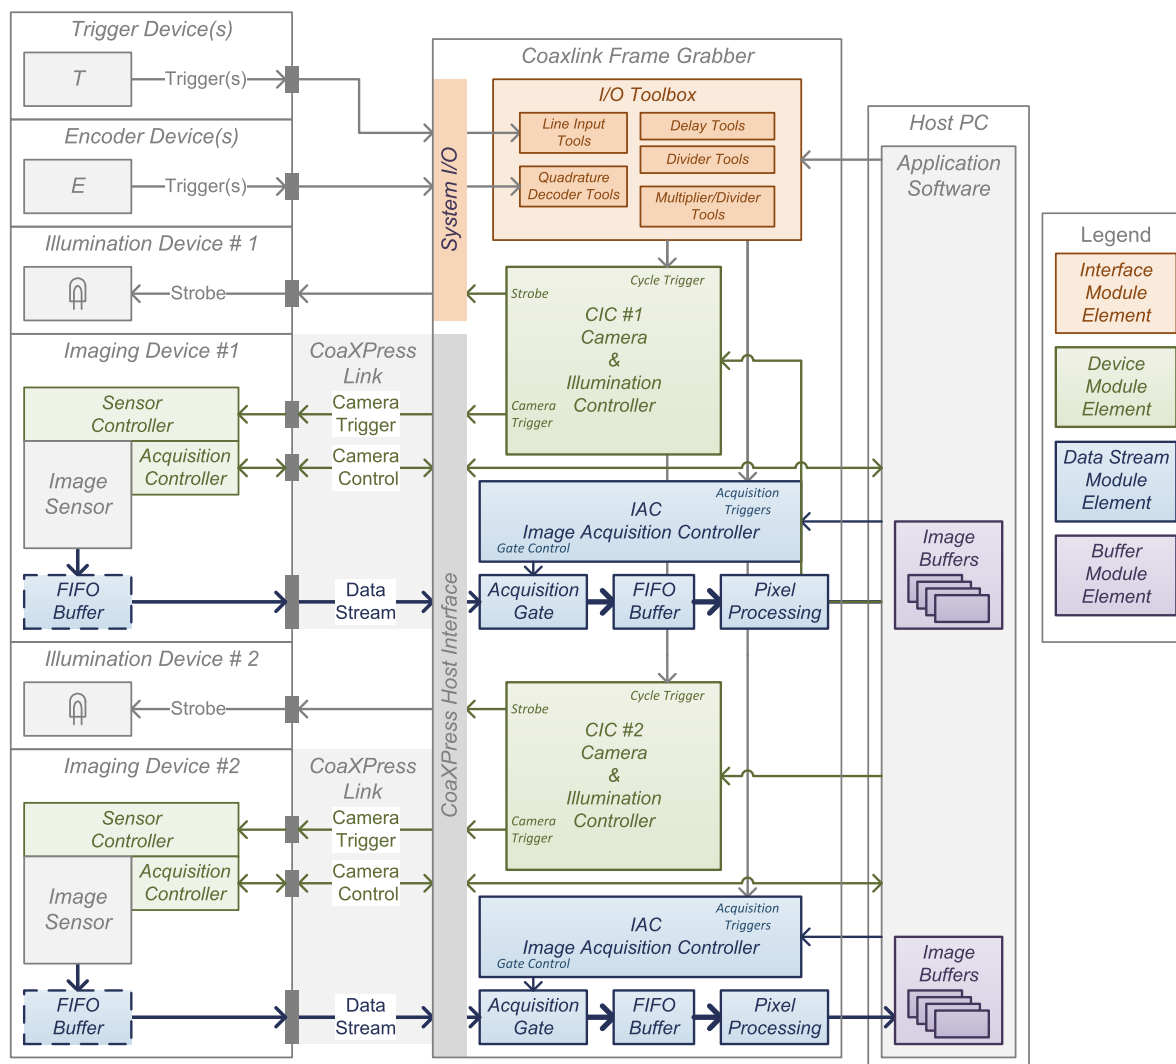 Trigger Device(s)
T
Trigger(s)
Encoder Device(s)
E
Trigger(s)
Illumination Device # 1
Strobe
Imaging Device #1
Sensor
Controller
Acquisition
Controller
Image
Sensor
FIFO
Buffer
CoaXPress
Link
Camera
Trigger
Camera
Control
Data
Stream
Illumination Device # 2
Strobe
Imaging Device #2
Sensor
Controller
Acquisition
Controller
Image
Sensor
FIFO
Buffer
CoaXPress
Link
Camera
Trigger
Camera
Control
Data
Stream
Coaxlink Frame Grabber
System I/O
CoaXPress Host Interface
I/O Toolbox
Line Input
Tools
Quadrature
Decoder Tools
Delay Tools
Divider Tools
Multiplier/Divider
Tools
Cycle Trigger
Strobe
CIC #1
Camera
&
Illumination
Controller
Camera
Trigger
Acquisition
Triggers
IAC
Image Acquisition Controller
Gate Control
Acquisition
Gate
FIFO
Buffer
Pixel
Processing
Cycle Trigger
Strobe
CIC #2
Camera
&
Illumination
Controller
Camera
Trigger
Acquisition
Triggers
IAC
Image Acquisition Controller
Gate Control
Acquisition
Gate
FIFO
Buffer
Pixel
Processing
Host PC
Application
Software
Image
Buffers
Image
Buffers
Legend
Interface
Module
Element
Device
Module
Element
Data Stream
Module
Element
Buffer
Module
Element